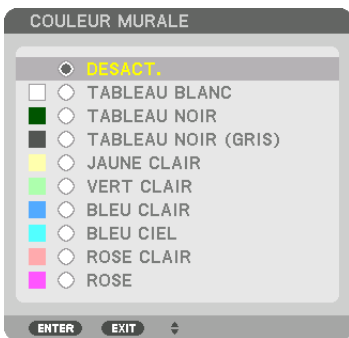 COULEUR MURALE
DESACT.
TABLEAU BLANC
TABLEAU NOIR
TABLEAU NOIR (GRIS)
JAUNE CLAIR
VERT CLAIR
BLEU CLAIR
BLEU CIEL
ROSE CLAIR
ROSE
ENTER EXIT